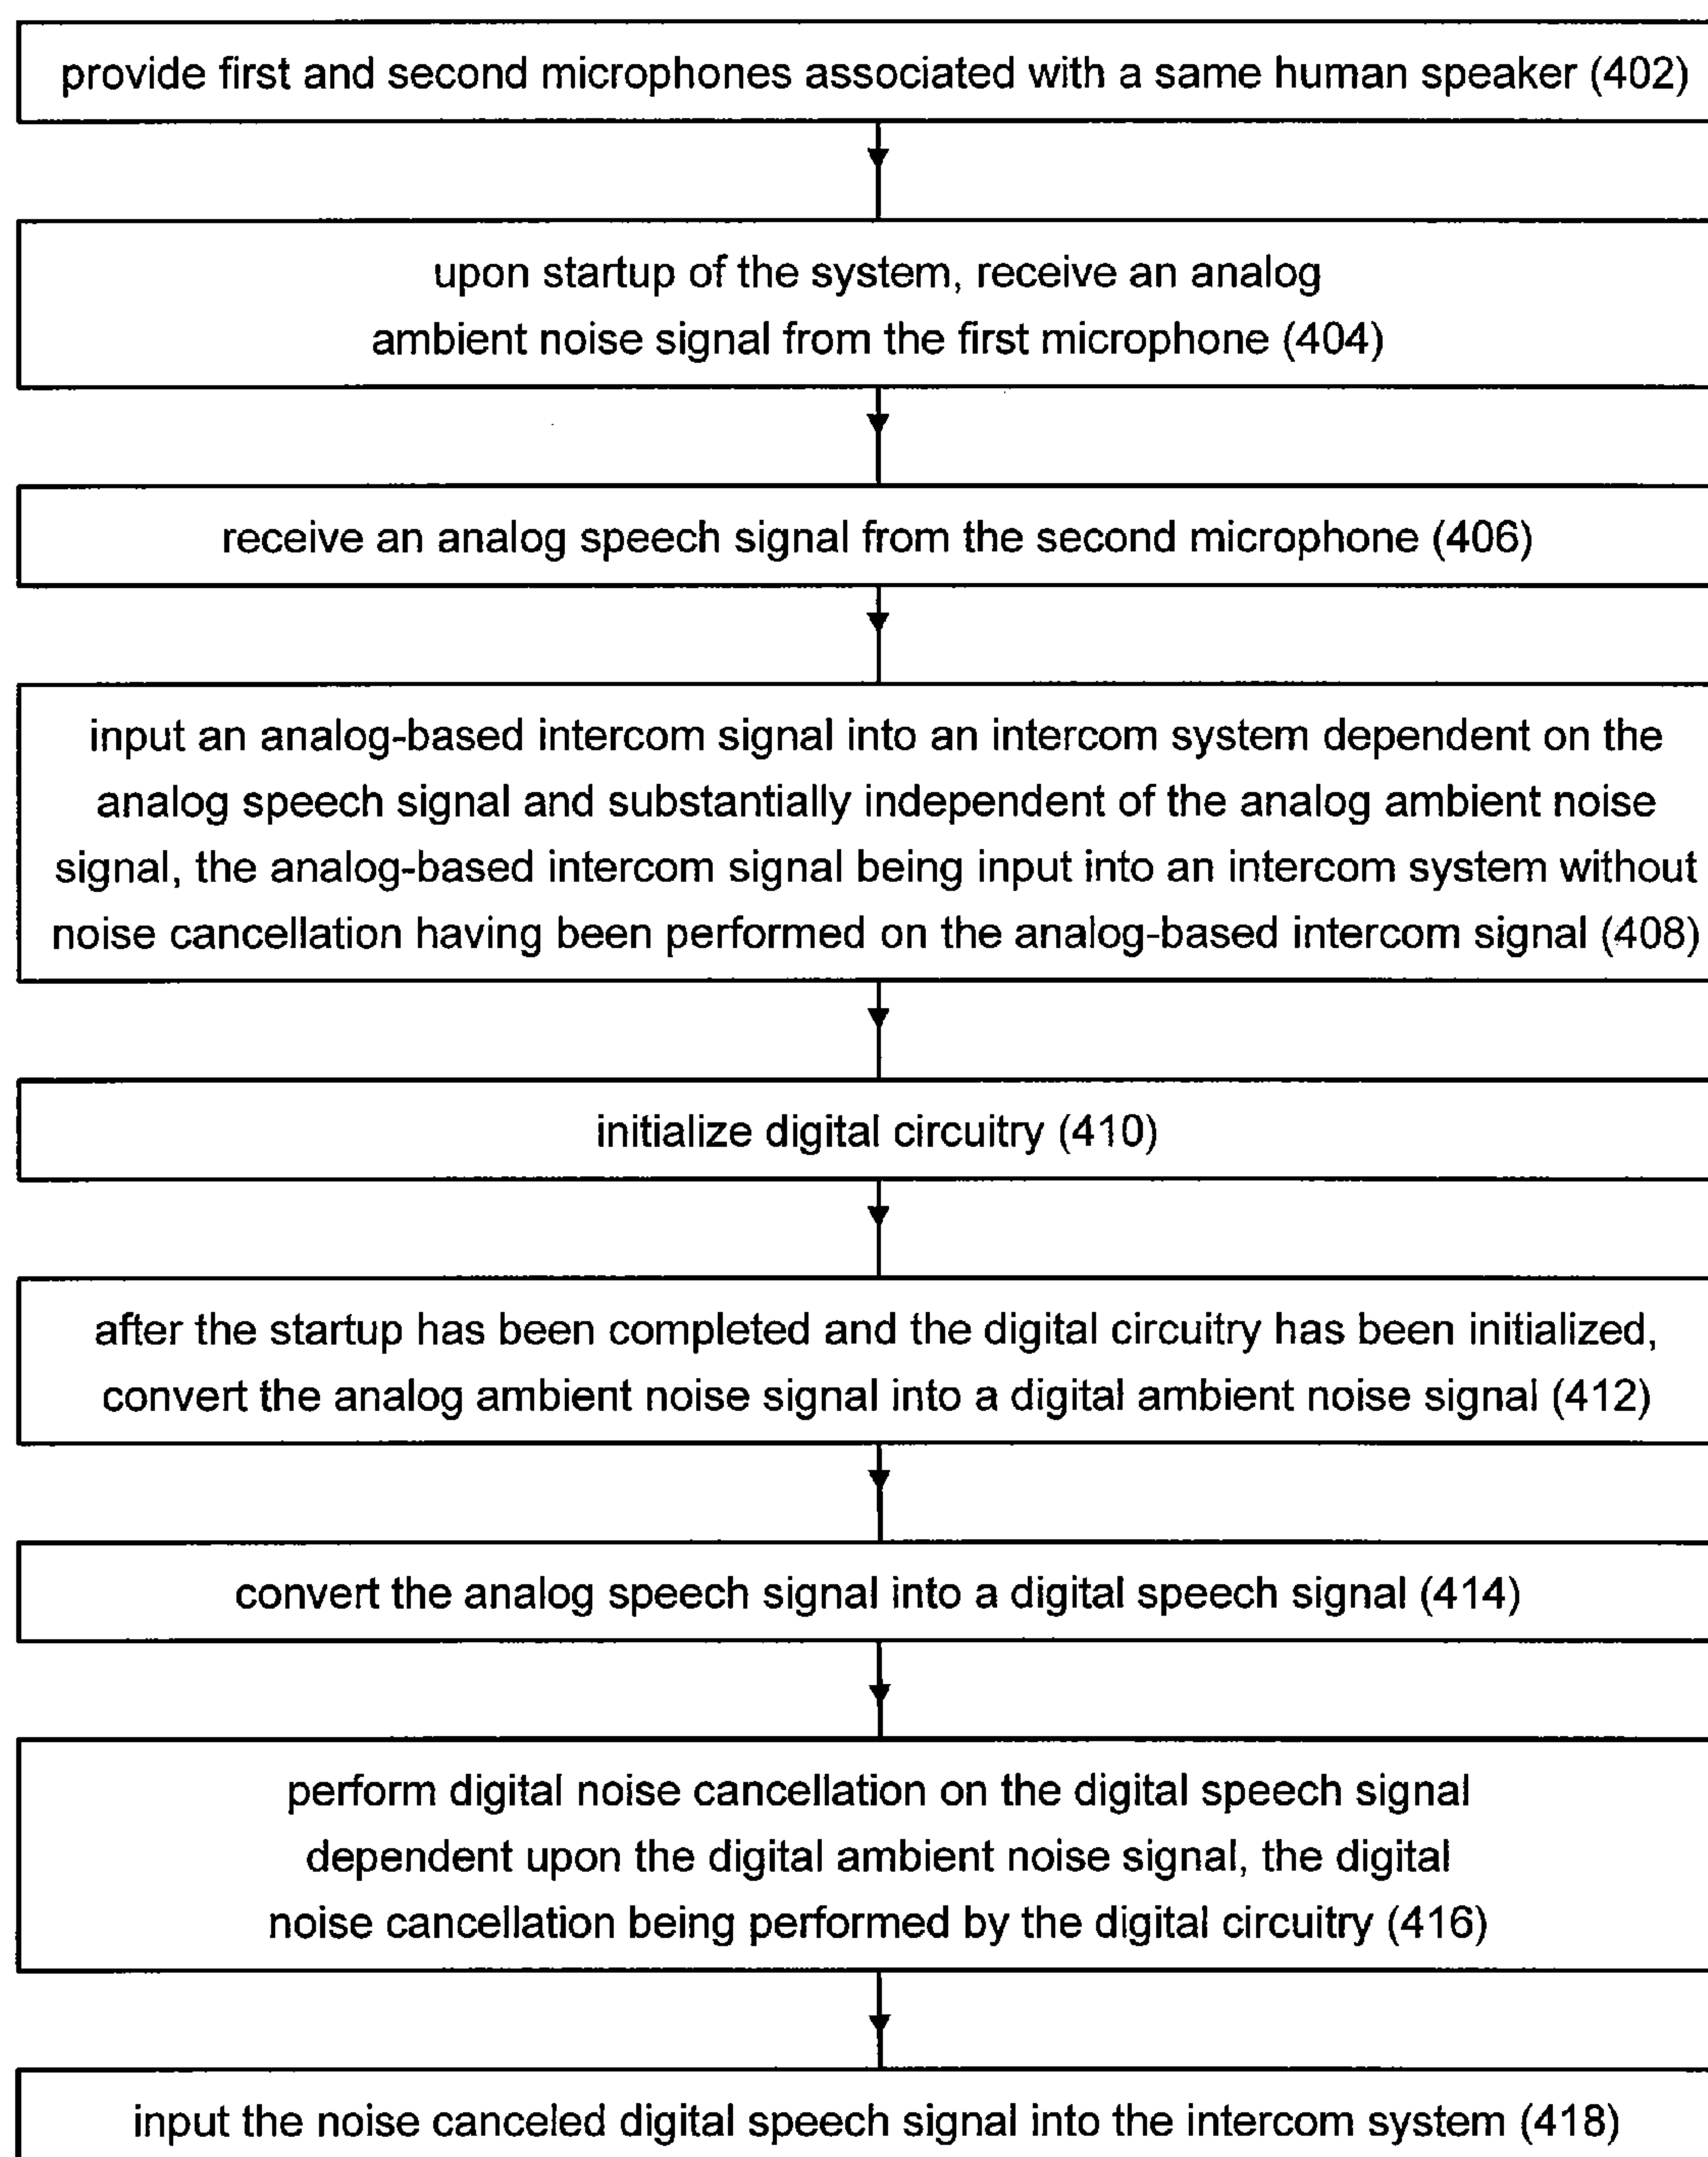 provide first and second microphones associated with a same human speaker (402)
upon startup of the system, receive an analog
ambient noise signal from the first microphone (404)
receive an analog speech signal from the second microphone (406)
input an analog-based intercom signal into an intercom system dependent on the
analog speech signal and substantially independent of the analog ambient noise
signal, the analog-based intercom signal being input into an intercom system without
noise cancellation having been performed on the analog-based intercom signal (408)
initialize digital circuitry (410)
after the startup has been completed and the digital circuitry has been initialized,
convert the analog ambient noise signal into a digital ambient noise signal (412)
convert the analog speech signal into a digital speech signal (414)
perform digital noise cancellation on the digital speech signal
dependent upon the digital ambient noise signal, the digital
noise cancellation being performed by the digital circuitry (416)
input the noise canceled digital speech signal into the intercom system (418)